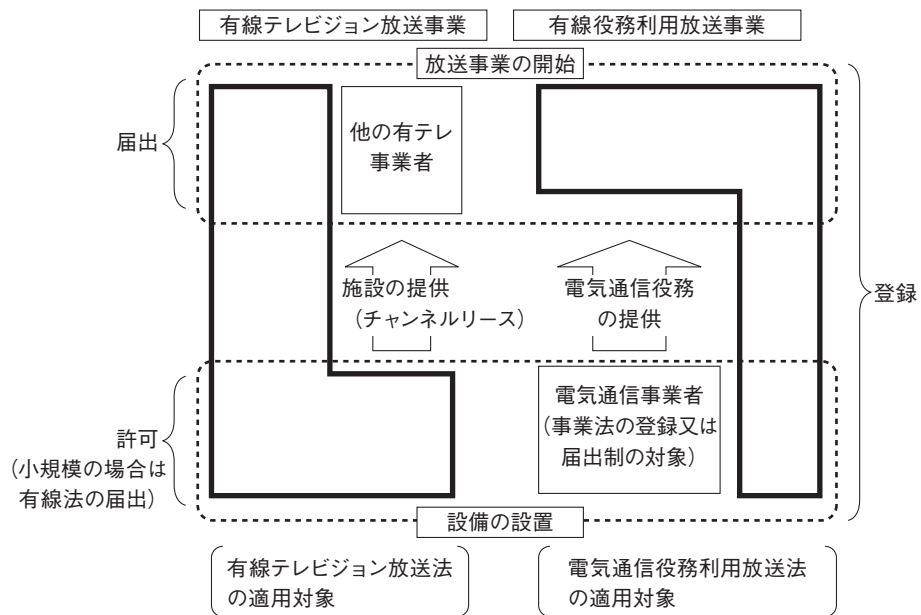 有線テレビジョン放送事業
有線役務利用放送事業
放送事業の開始
届出
他の有テレ
事業者
施設の提供
（チャンネルリース）
電気通信役務
の提供
登録
許可
（小規模の場合は
有線法の届出）
電気通信事業者
（事業法の登録又は
届出制の対象）
設備の設置
有線テレビジョン放送法
の適用対象
電気通信役務利用放送法
の適用対象